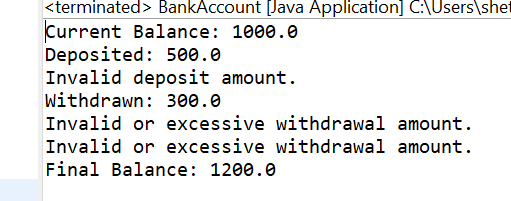 <terminated> BankAccount [Java Application] C:\Users\shet
Current Balance: 1000.0
Deposited: 500.0
Invalid deposit amount.
Withdrawn: 300.0
Invalid or excessive withdrawal amount.
Invalid or excessive withdrawal amount.
Final Balance: 1200.0